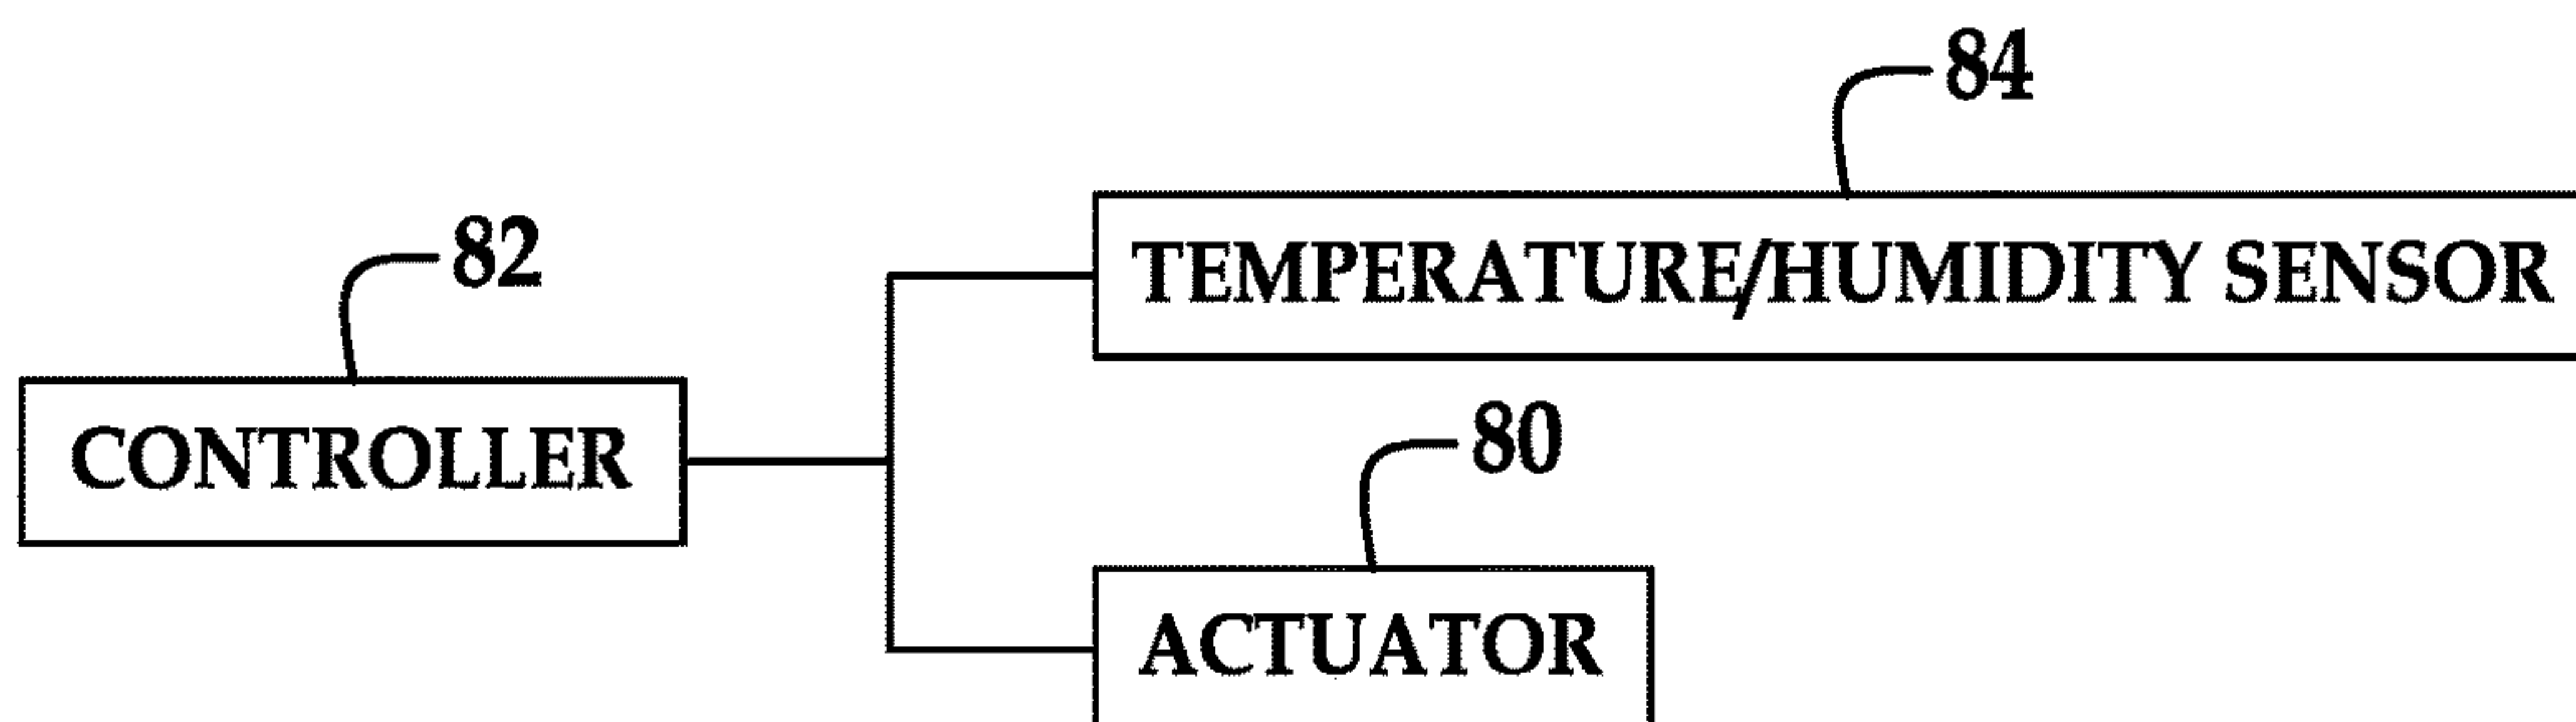 84
82
TEMPERATURE/HUMIDITY SENSOR
CONTROLLER
80
ACTUATOR